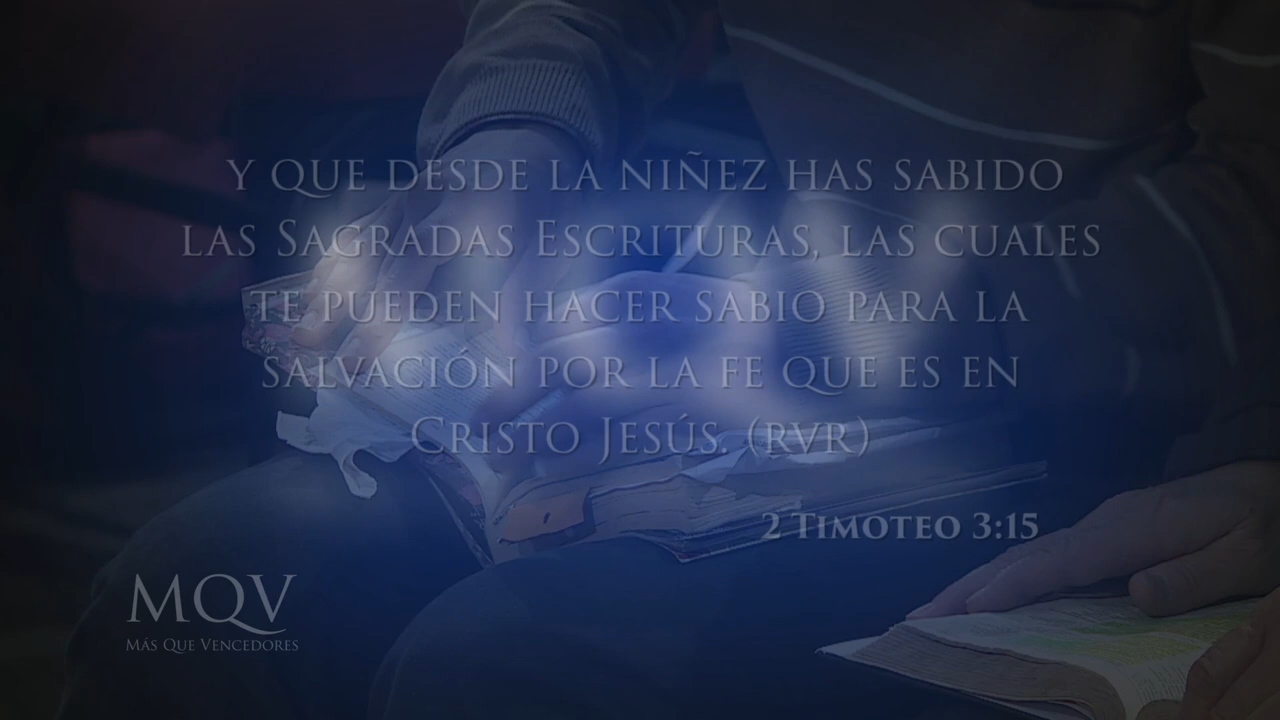 Y QUE DESDE LA NIÑEZ HAS SABIDO
LAS SAGRADAS ESCRITURAS, LAS CUALES
TE PUEDEN HACER SABIO PARA LA
SALVACIÓN POR LA FE QUE ES EN
CRISTO JESÚS. (RVR)
2 TIMOTEO 3:15
MQV
MÁS QUE VENCEDORES